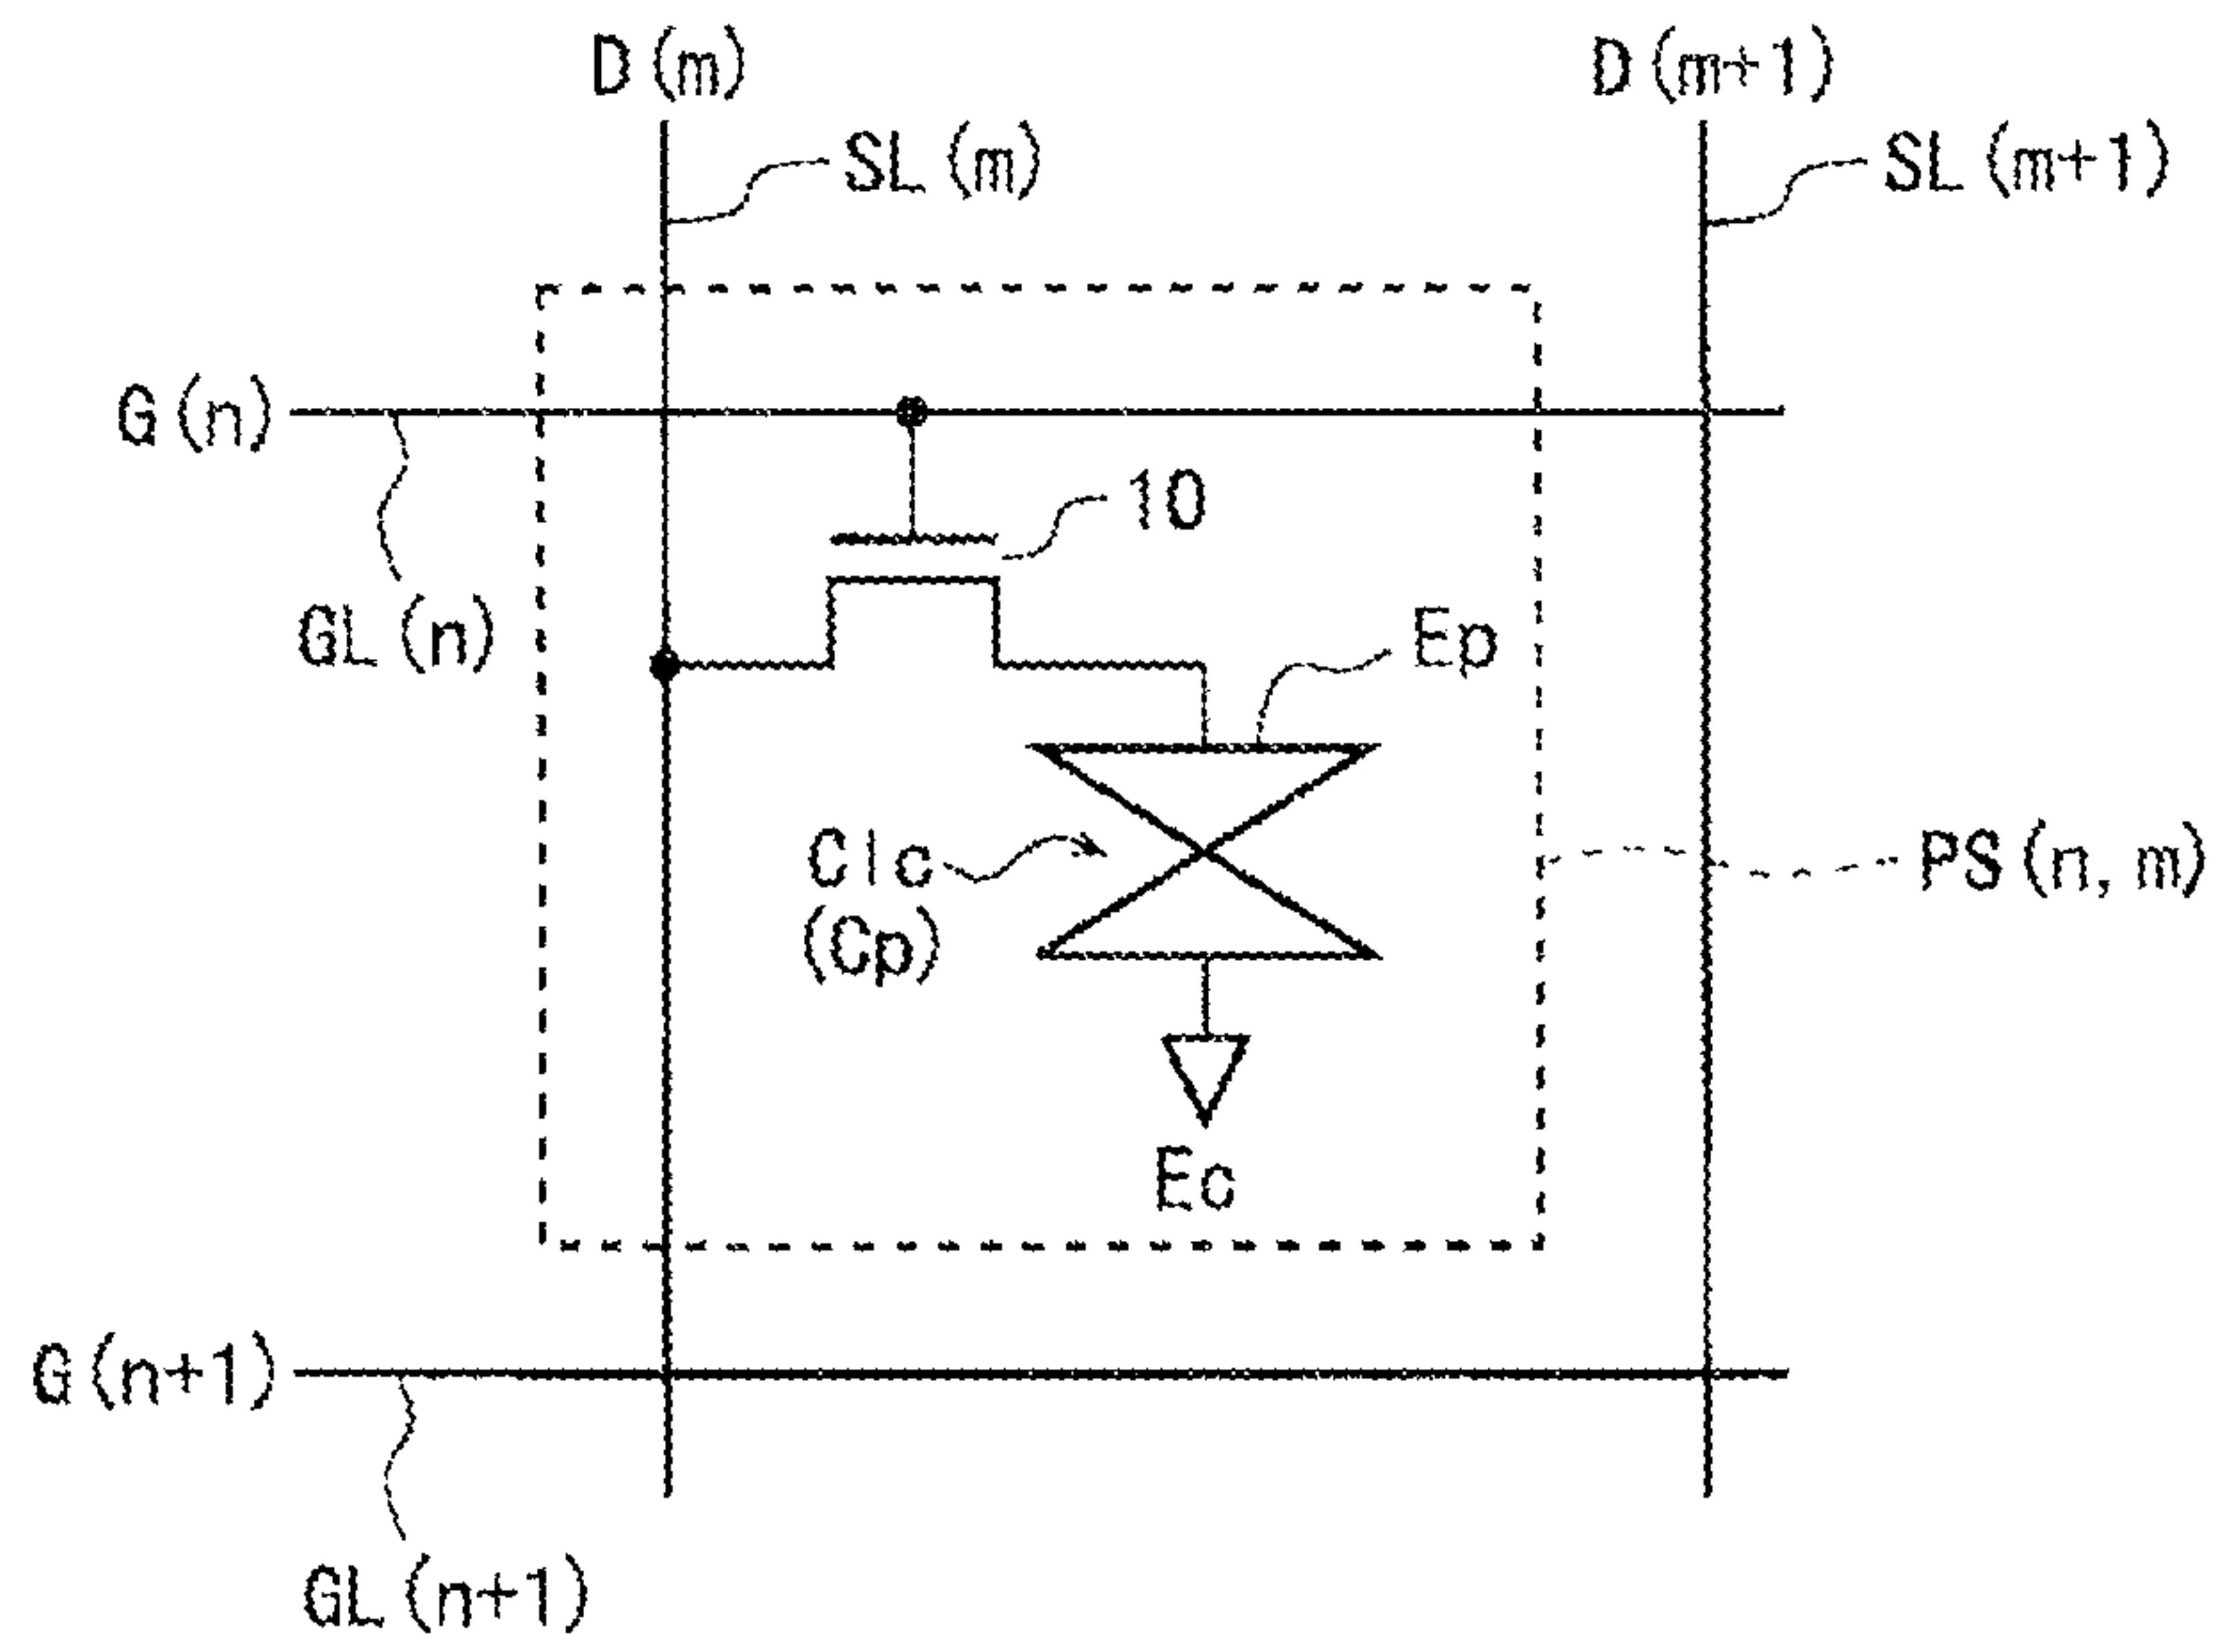 D(m)
D(m+1)
SL(m)
SL(m+1)
G(n)
10
GL(n)
Ep
Clc
(Cp)
PS(n, m)
Ec
G(n+1)
GL(n+1)